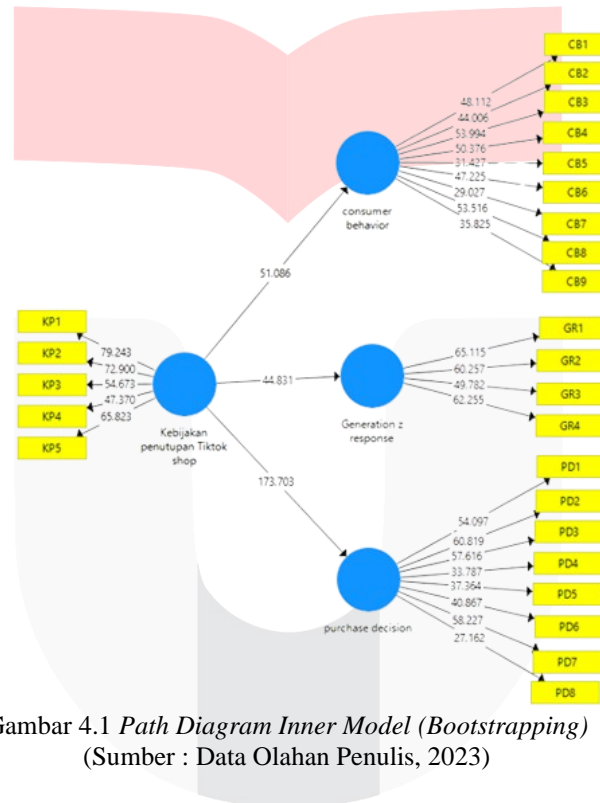 CB1
CB2
CB3
CB4
CB5
CB6
CB7
CB8
CB9
48.112
44.006
53.994
50.376
31.427
47.225
29.027
53.516
35.825
consumer
behavior
51.086
KP1
KP2
KP3
KP4
KP5
79.243
72.900
54.673
47.370
65.823
Kebijakan
penutupan Tiktok
shop
44.831
GR1
GR2
GR3
GR4
65.115
60.257
49.782
62.255
Generation z
response
173.703
PD1
PD2
PD3
PD4
PD5
PD6
PD7
PD8
54.097
60.819
57.616
33.787
37.364
40.867
58.227
27.162
purchase decision
Gambar 4.1 Path Diagram Inner Model (Bootstrapping)
(Sumber : Data Olahan Penulis, 2023)